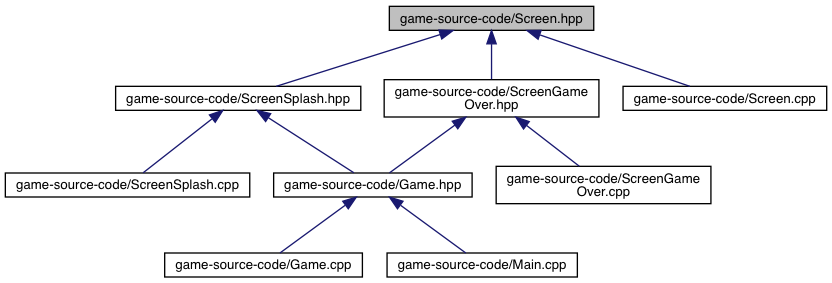 game-source-code/Screen.hpp
game-source-code/ScreenSplash.hpp
game-source-code/ScreenGame
Over.hpp
game-source-code/Screen.cpp
game-source-code/ScreenSplash.cpp
game-source-code/Game.hpp
game-source-code/ScreenGame
Over.cpp
game-source-code/Game.cpp
game-source-code/Main.cpp